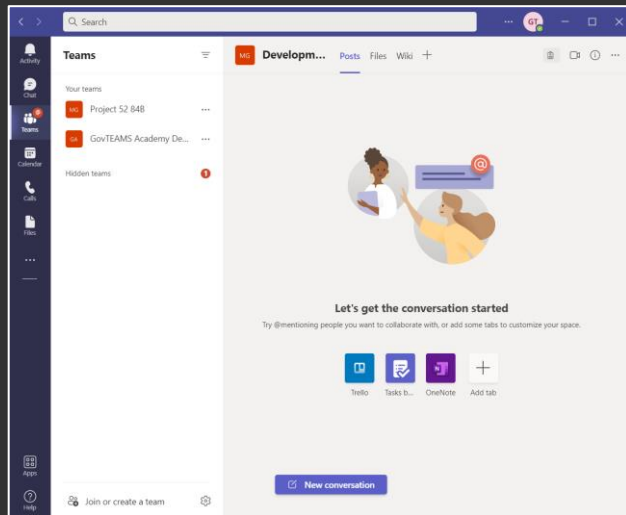 Search
GT
Activity
Chat
Teams
Calendar
Calls
Files
Apps
Help
Teams
Your teams
MG Project 52 848
GA GovTEAMS Academy De...
Hidden teams
1
Join or create a team
MG Developm... Posts Files Wiki
@
Let's get the conversation started
Try @mentioning people you want to collaborate with, or add some tabs to customize your space.
Trello Tasks b... OneNote Add tab
New conversation